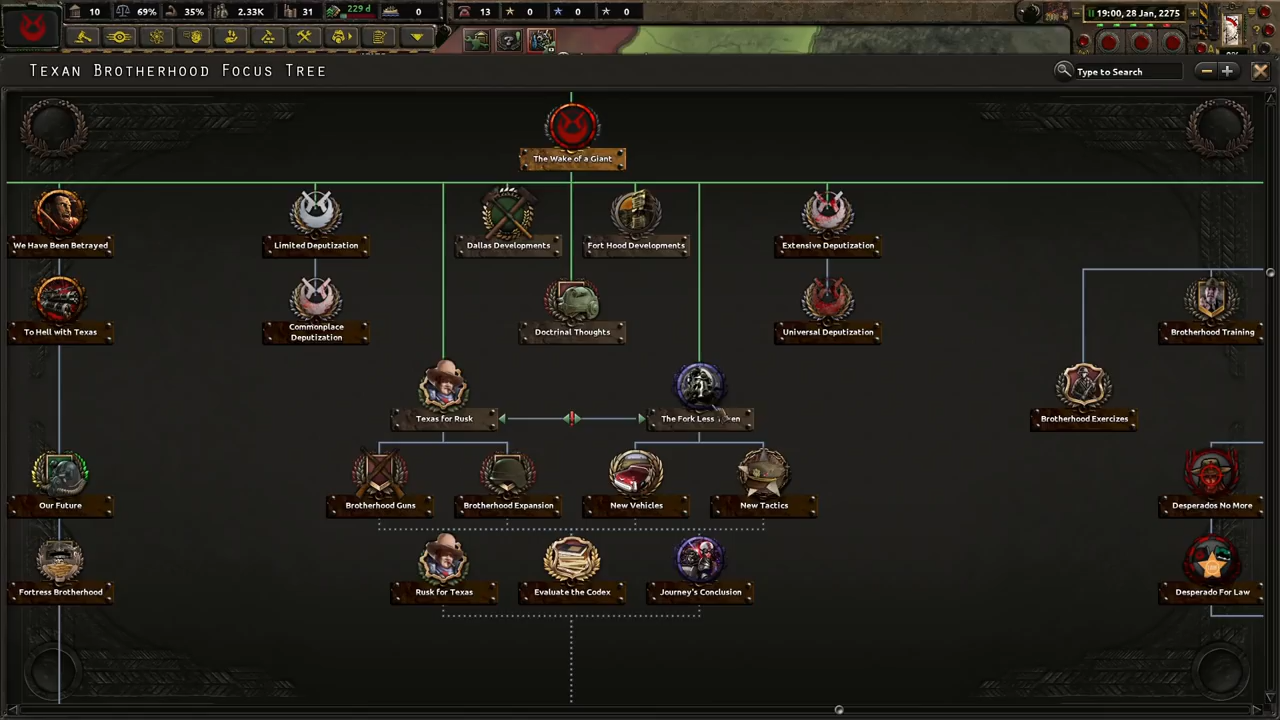 10 69% 35% 2.33K 31 229 d 0 13 0 0 0 19:00, 28 Jan, 2275
Texan Brotherhood Focus Tree
Type to Search
The Wake of a Giant
We Have Been Betrayed
Limited Deputization
Dallas Developments
Fort Hood Developments
Extensive Deputization
To Hell with Texas
Commonplace
Deputization
Doctrinal Thoughts
Universal Deputization
Brotherhood Training
Texas for Rusk
The Fork Less
Brotherhood Exercizes
Our Future
Brotherhood Guns
Brotherhood Expansion
New Vehicles
New Tactics
Desperados No More
Fortress Brotherhood
Rusk for Texas
Evaluate the Codex
Journey's Conclusion
Desperado For Law